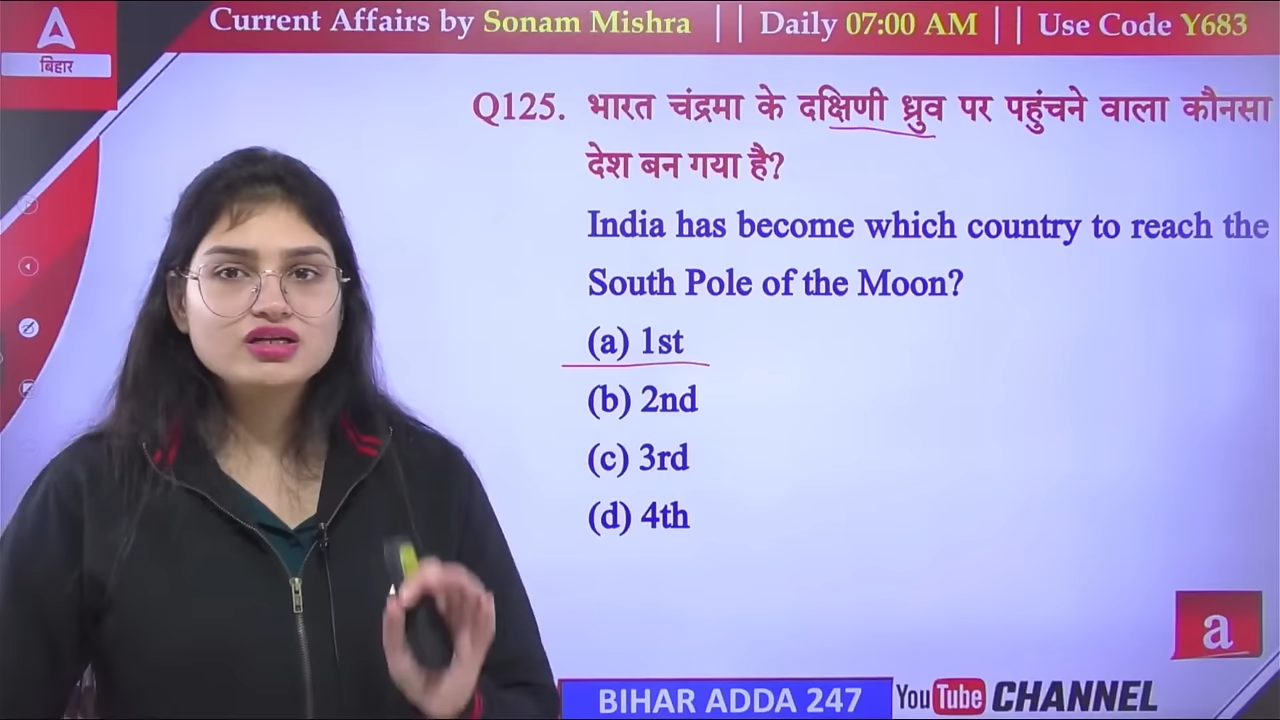 Current Affairs by Sonam Mishra || Daily 07:00 AM || Use Code Y683
बिहार
Q125. भारत चंद्रमा के दक्षिणी ध्रुव पर पहुंचने वाला कौनसा
देश बन गया है?
India has become which country to reach the
South Pole of the Moon?
(a) 1st
(b) 2nd
(c) 3rd
(d) 4th
a
BIHAR ADDA 247 YouTube CHANNEL